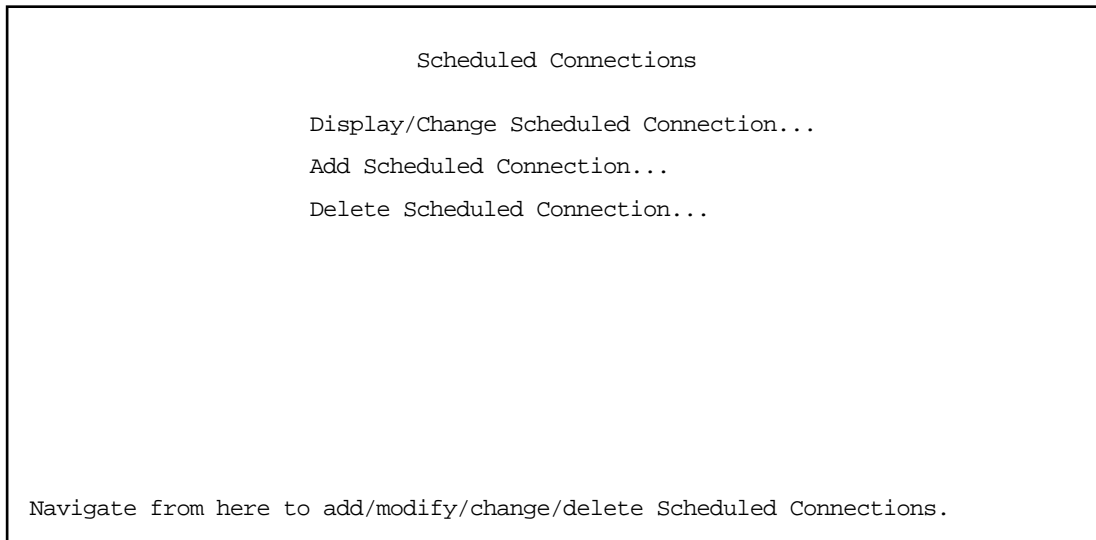 Scheduled Connections
Display/Change Scheduled Connection...
Add Scheduled Connection...
Delete Scheduled Connection...
Navigate from here to add/modify/change/delete Scheduled Connections.